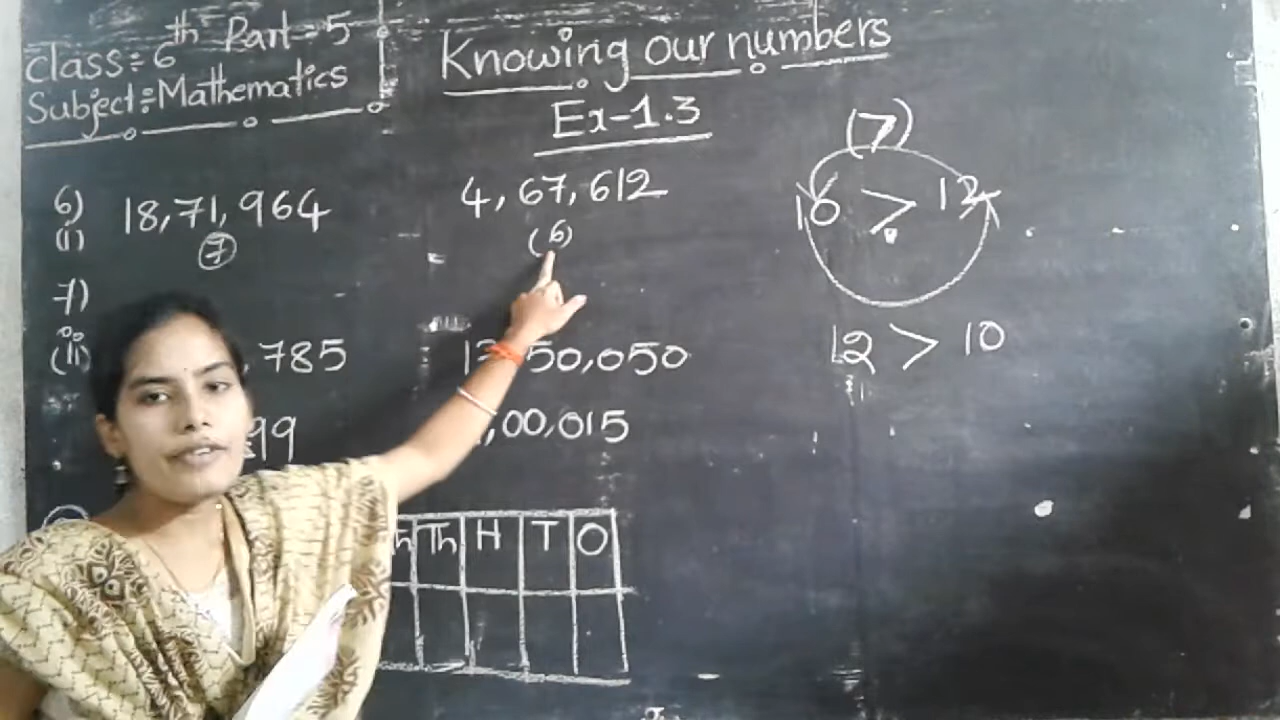 Class:- 6th Part-5
Subject:- Mathematics
Knowing our numbers
Ex-1.3
6)
(i) 18,71,964 4,67,612
7 (6)
7)
(ii) ,785 50,050
99 ,00,015
Th H T O
(>)
16 > 12
12 > 10